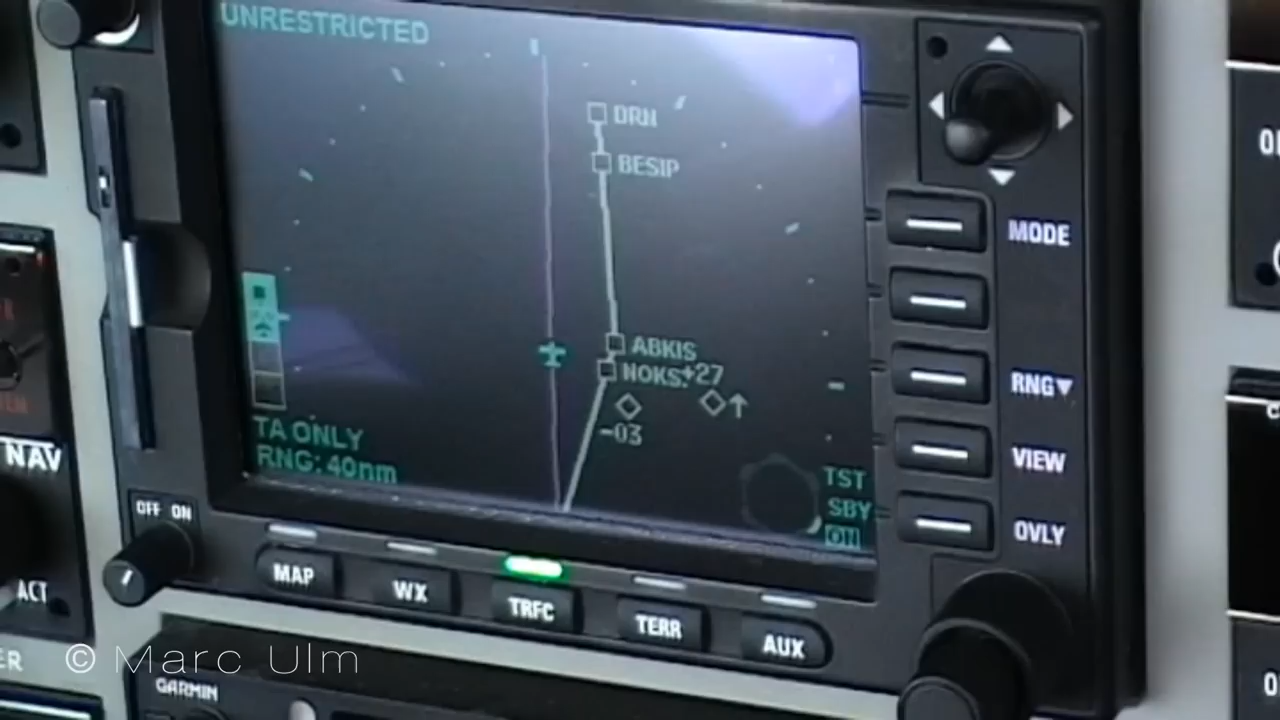 UNRESTRICTED
DRN
BESIP
ABKIS
NOKS
+27
-03
TA ONLY
RNG: 40nm
TST
SBY
ON
MODE
RNG▼
VIEW
OVLY
NAV
OFF ON
ACT
MAP
WX
TRFC
TERR
AUX
GARMIN
© Marc Ulm